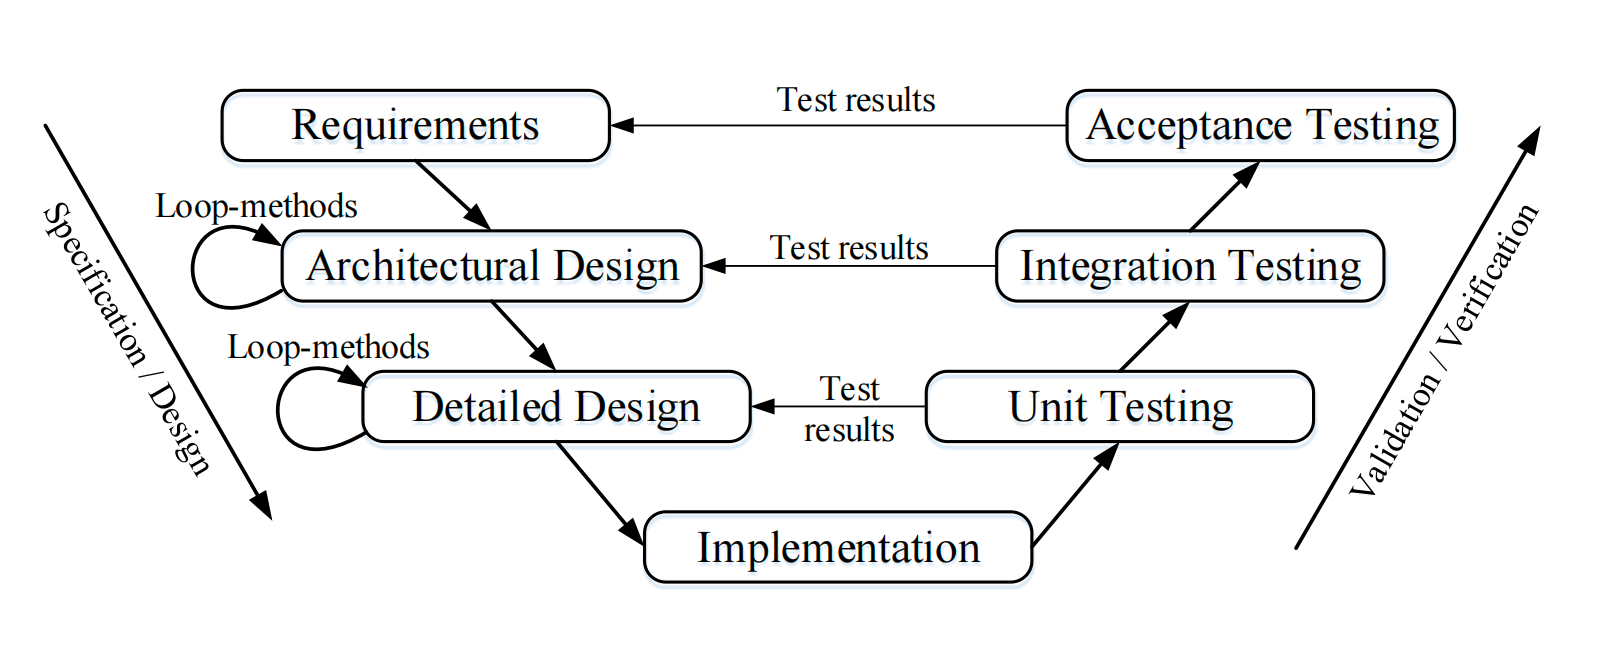 Test results
Requirements
Acceptance Testing
Loop-methods
Architectural Design
Test results
Integration Testing
Specification / Design
Validation / Verification
Loop-methods
Detailed Design
Test
results
Unit Testing
Implementation